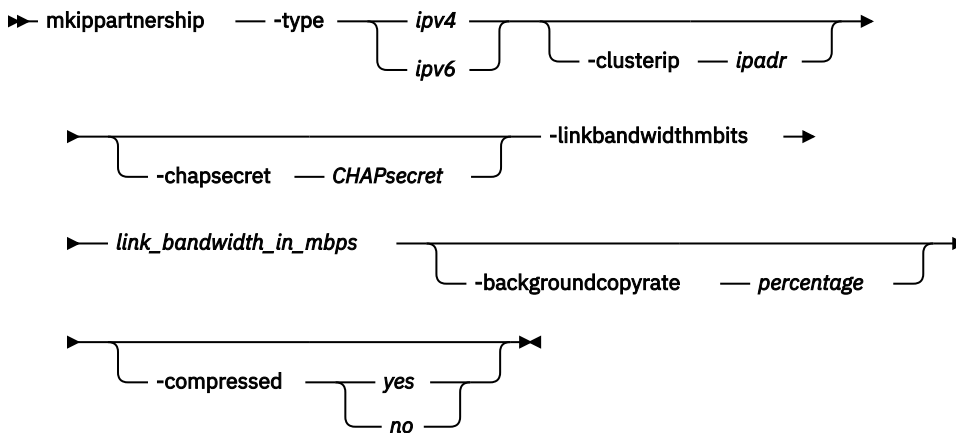 mkippartnership -type ipv4
ipv6
-clusterip ipadr
-chapsecret CHAPsecret
-linkbandwidthmbits
link_bandwidth_in_mbps
-backgroundcopyrate percentage
-compressed yes
no